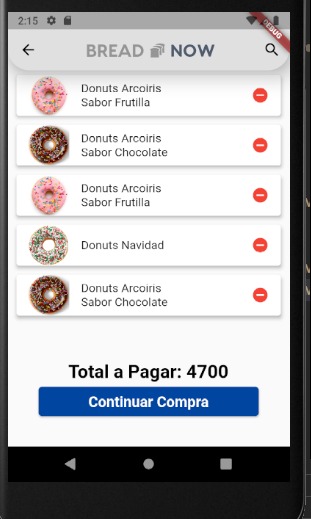 2:15
DEBUG
BREAD NOW
Donuts Arcoiris
Sabor Frutilla
Donuts Arcoiris
Sabor Chocolate
Donuts Arcoiris
Sabor Frutilla
Donuts Navidad
Donuts Arcoiris
Sabor Chocolate
Total a Pagar: 4700
Continuar Compra